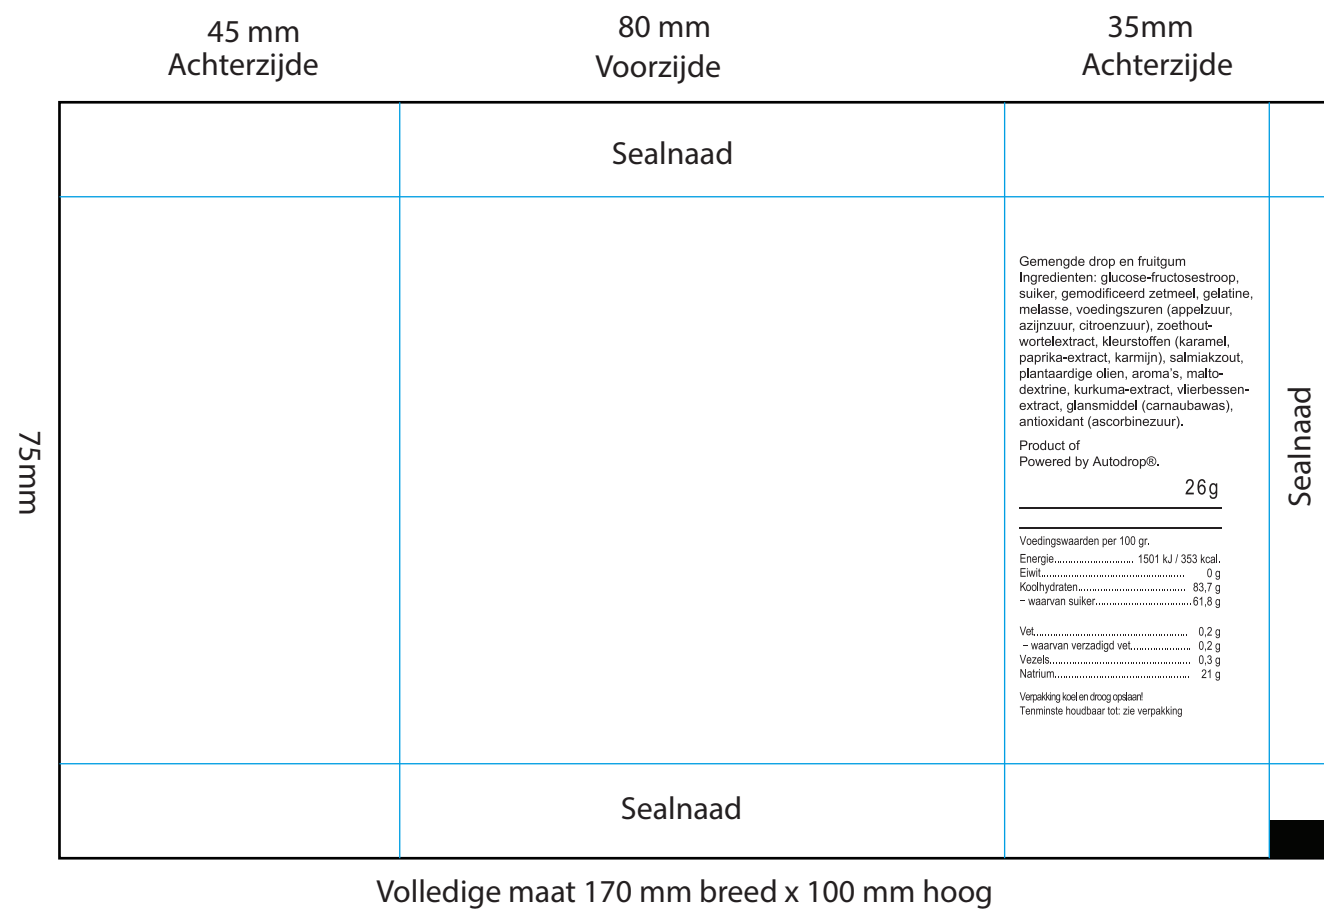 45 mm
Achterzijde
80 mm
Voorzijde
35mm
Achterzijde
Sealnaad
75mm
Gemengde drop en fruitgum
Ingredienten: glucose-fructosestroop,
suiker, gemodificeerd zetmeel, gelatine,
melasse, voedingszuren (appelzuur,
azijnzuur, citroenzuur), zoethout-
wortelextract, kleurstoffen (karamel,
paprika-extract, karmijn), salmiakzout,
plantaardige olien, aroma's, malto-
dextrine, kurkuma-extract, vlierbessen-
extract, glansmiddel (carnaubawas),
antioxidant (ascorbinezuur).
Product of
Powered by Autodrop®.
26g
Voedingswaarden per 100 gr.
Energie............................ 1501 kJ / 353 kcal.
Eiwit.................................................. 0 g
Koolhydraten...................................... 83,7 g
– waarvan suiker.................................61,8 g
Vet...................................................... 0,2 g
– waarvan verzadigd vet..................... 0,2 g
Vezels................................................. 0,3 g
Natrium............................................... 21 g
Verpakking koel en droog opslaan!
Tenminste houdbaar tot: zie verpakking
Sealnaad
Sealnaad
Volledige maat 170 mm breed x 100 mm hoog